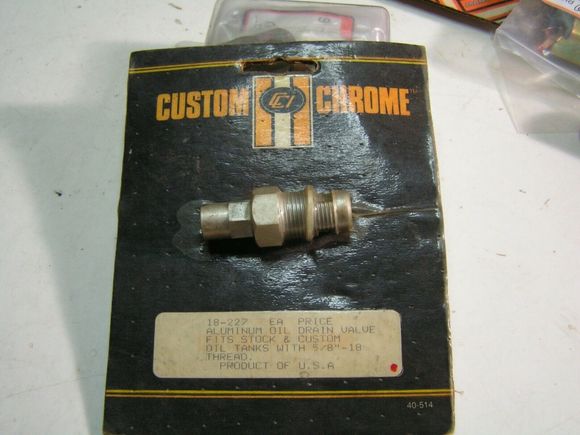 CUSTOM CCI CHROME
18-227 EA PRICE
ALUMINUM OIL DRAIN VALVE
FITS STOCK & CUSTOM
OIL TANKS WITH 5/8"-18
THREAD.
PRODUCT OF U.S.A
40-514